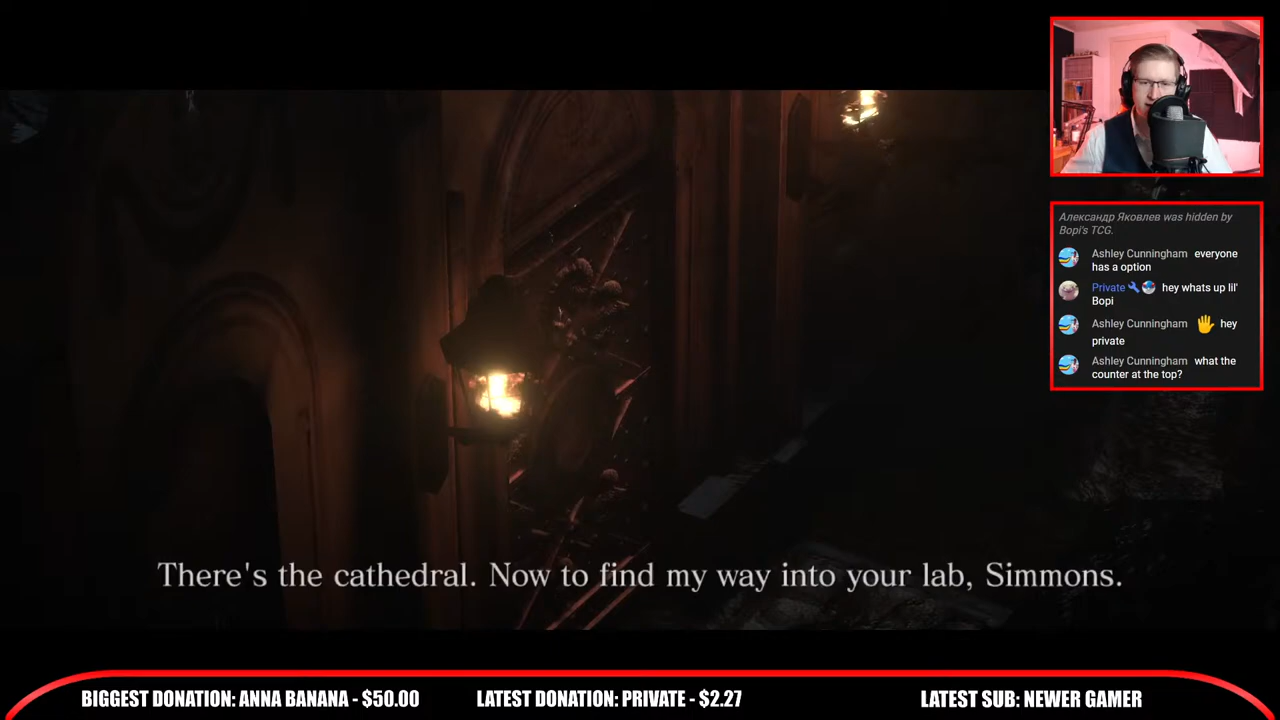 Александр Яковлев was hidden by
Bopi's TCG.
Ashley Cunningham everyone
has a option
Private hey whats up lil'
Bopi
Ashley Cunningham 🖐 hey
private
Ashley Cunningham what the
counter at the top?
There's the cathedral. Now to find my way into your lab, Simmons.
BIGGEST DONATION: ANNA BANANA - $50.00 LATEST DONATION: PRIVATE - $2.27 LATEST SUB: NEWER GAMER